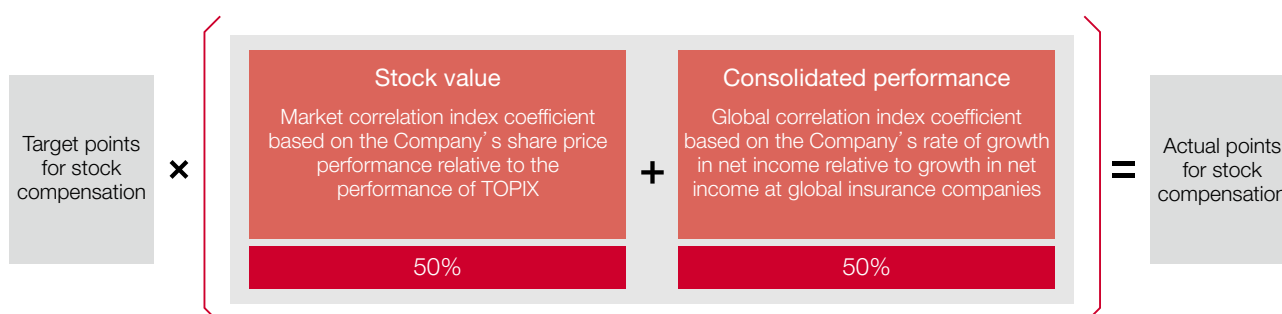 Target points
for stock
compensation
×
Stock value
Market correlation index coefficient
based on the Company’s share price
performance relative to the
performance of TOPIX
50%
+
Consolidated performance
Global correlation index coefficient
based on the Company’s rate of growth
in net income relative to growth in net
income at global insurance companies
50%
=
Actual points
for stock
compensation